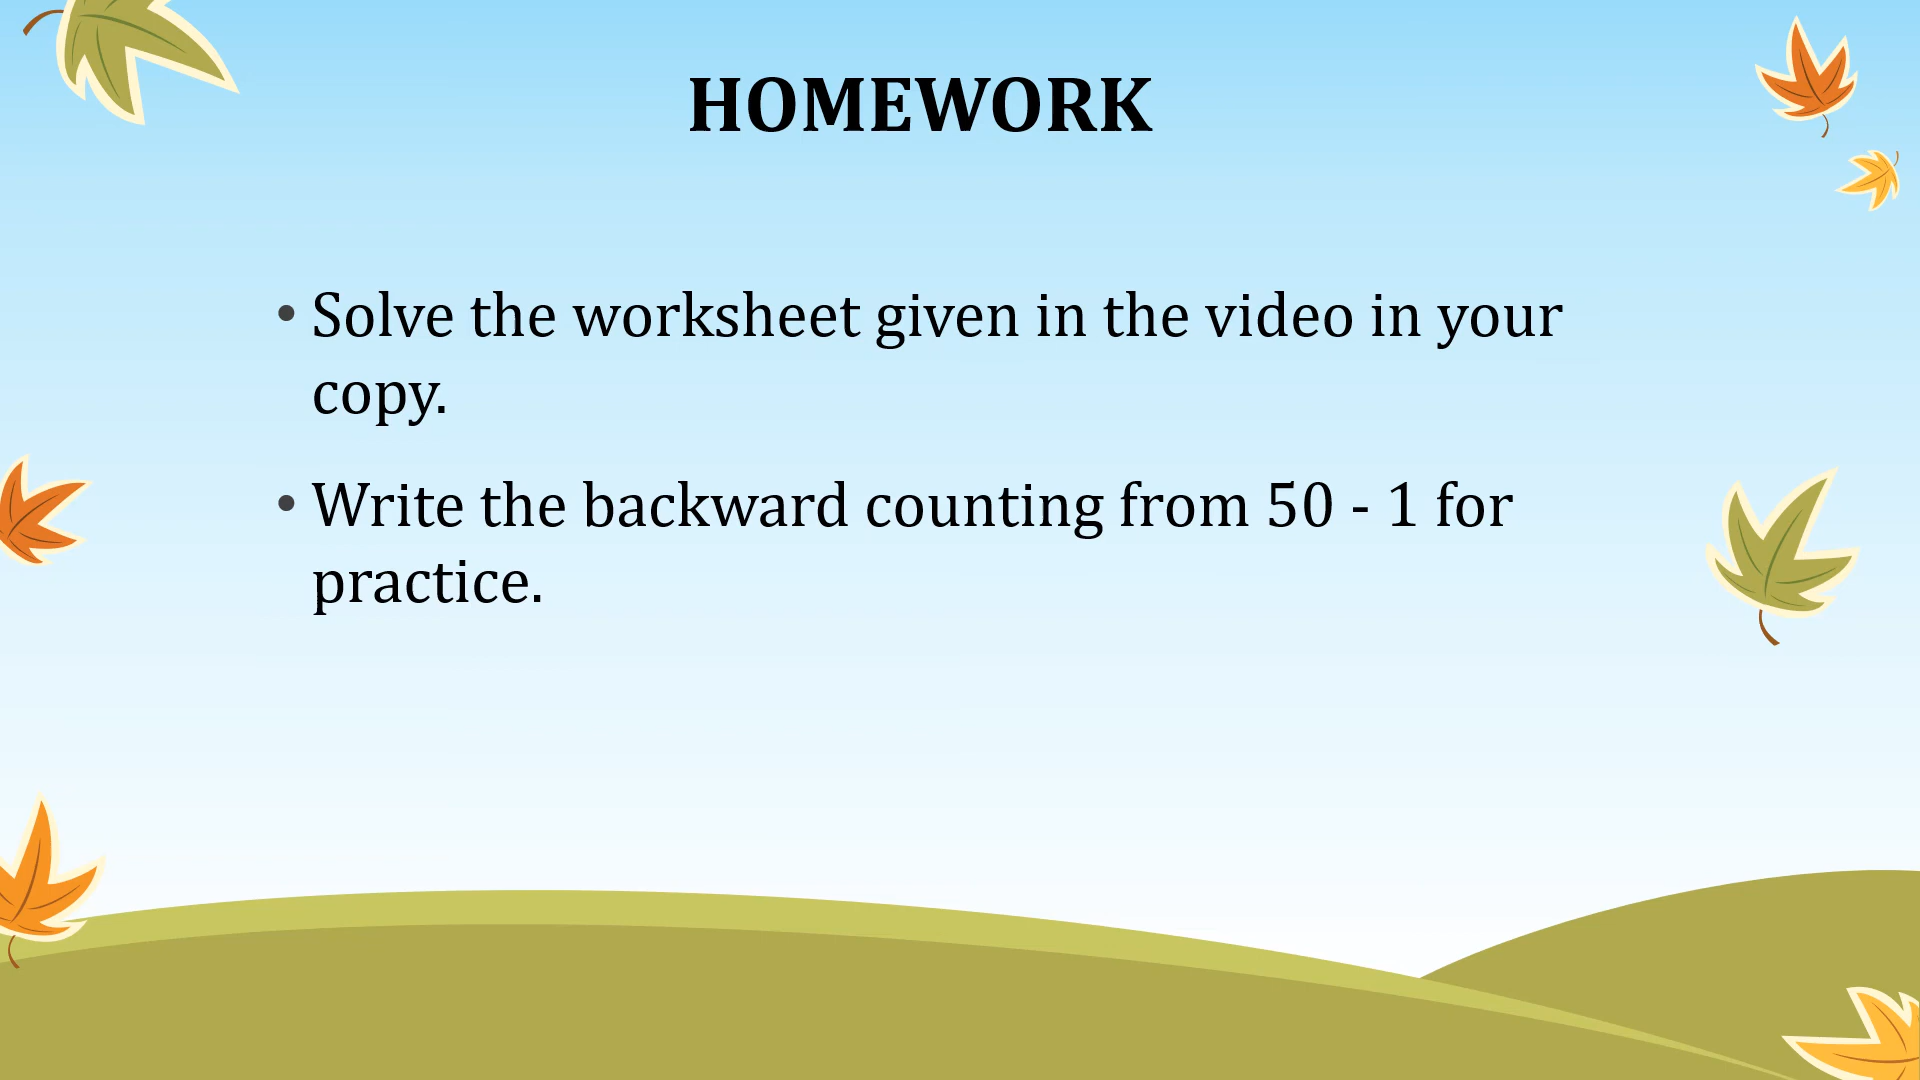 HOMEWORK
• Solve the worksheet given in the video in your
copy.
• Write the backward counting from 50 - 1 for
practice.